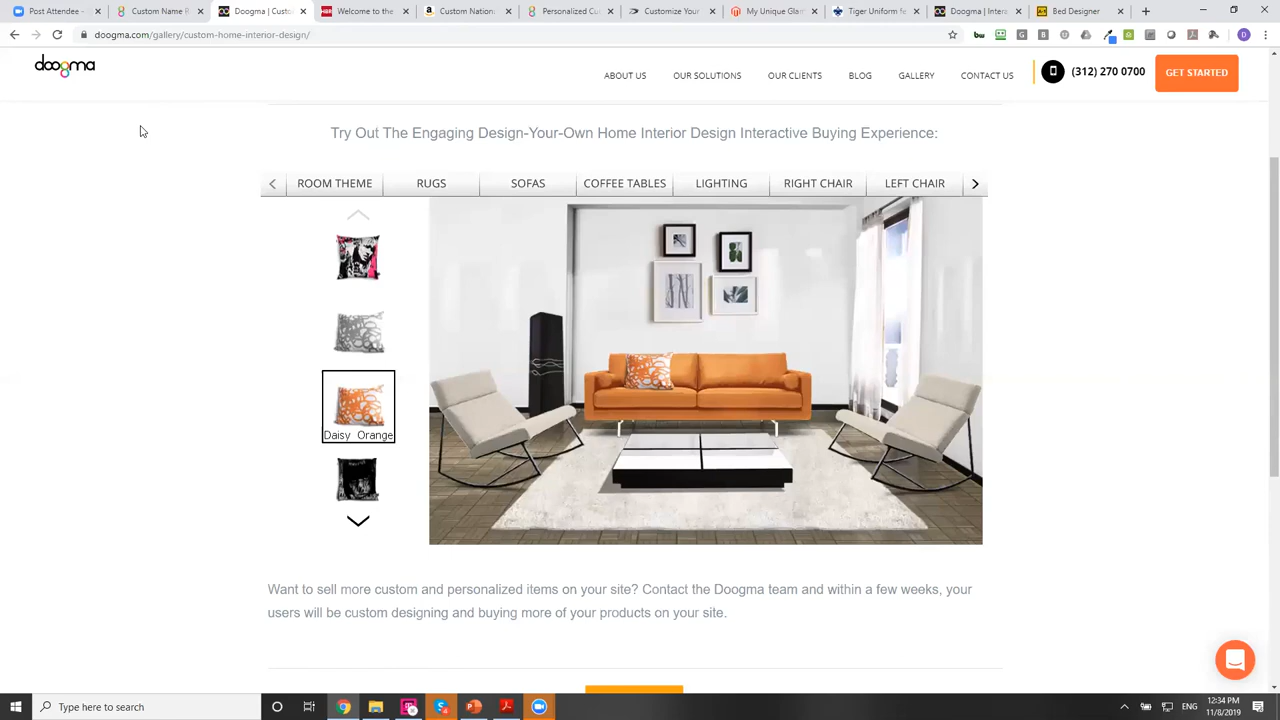 Post Attendee -
Custom Name
Doogma | Custom
Welcome to the
Custom Nation
Personalized Cu
Customize Your
My Unique Glam
Tiger Uniform fe
Doogma | Intera
Bed Designer
doogma.com/gallery/custom-home-interior-design/
doogma
ABOUT US
OUR SOLUTIONS
OUR CLIENTS
BLOG
GALLERY
CONTACT US
(312) 270 0700
GET STARTED
Try Out The Engaging Design-Your-Own Home Interior Design Interactive Buying Experience:
ROOM THEME
RUGS
SOFAS
COFFEE TABLES
LIGHTING
RIGHT CHAIR
LEFT CHAIR
Daisy Orange
Want to sell more custom and personalized items on your site? Contact the Doogma team and within a few weeks, your
users will be custom designing and buying more of your products on your site.
Type here to search
ENG
12:34 PM
11/8/2019